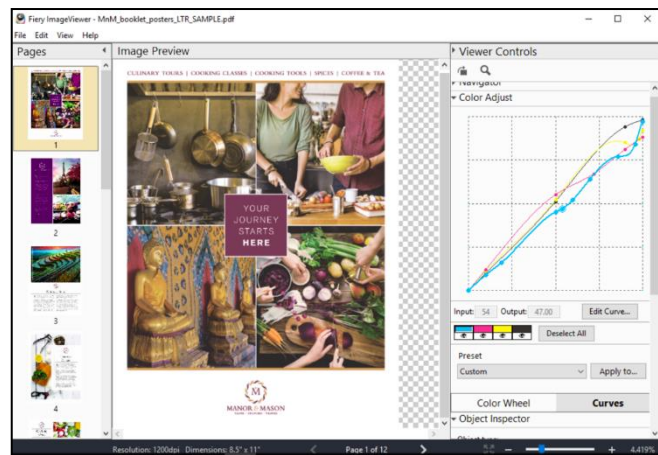 Fiery ImageViewer - MnM_booklet_posters_LTR_SAMPLE.pdf
File Edit View Help
Pages
Image Preview
Viewer Controls
CULINARY TOURS | COOKING CLASSES | COOKING TOOLS | SPICES | COFFEE & TEA
Navigator
Color Adjust
1
2
3
4
YOUR
JOURNEY
STARTS
HERE
M
MANOR & MASON
Input: 54 Output: 47.00 Edit Curve...
Deselect All
Preset
Custom Apply to...
Color Wheel Curves
Object Inspector
Object type:
Resolution: 1200dpi Dimensions: 8.5" x 11" Page 1 of 12 4.419%